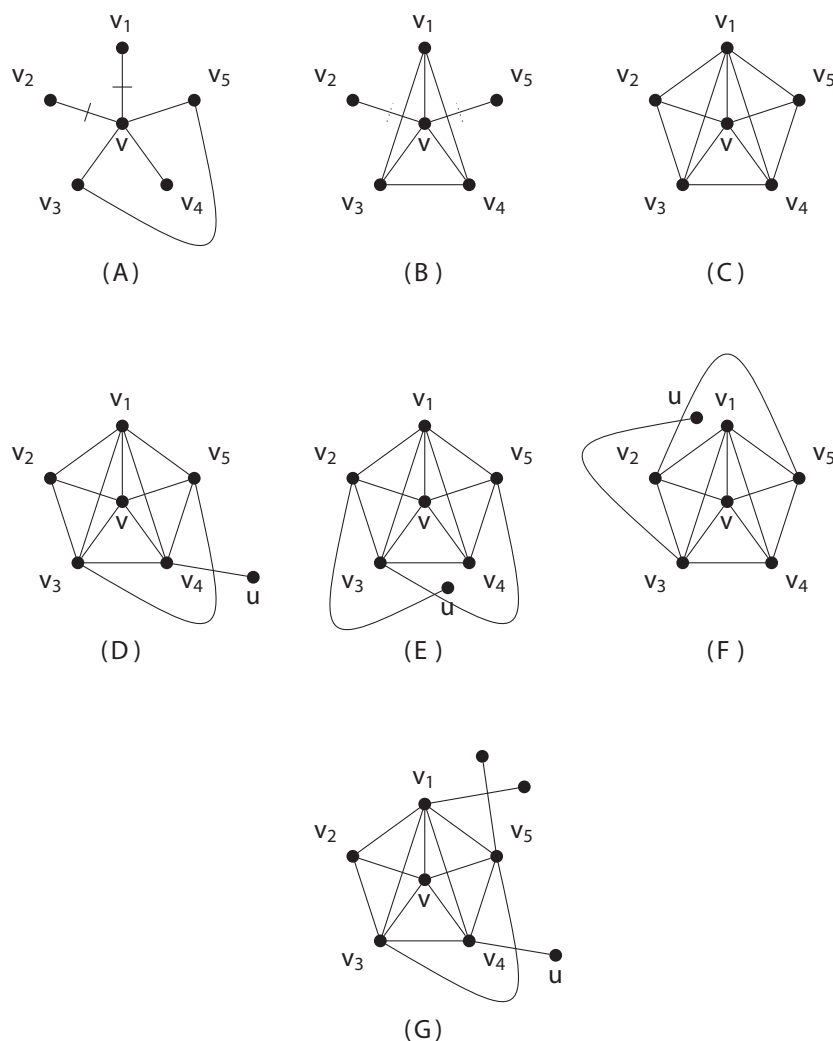 v1 v1 v1
v2 v5 v2 v5 v2 v5
v v v
v3 v4 v3 v4 v3 v4
(A) (B) (C)
u
v1 v1 v1
v2 v5 v2 v5 v2 v5
v v v
v3 v4 v3 v4 v3 v4
u u
(D) (E) (F)
v1
v2 v5
v
v3 v4
u
(G)